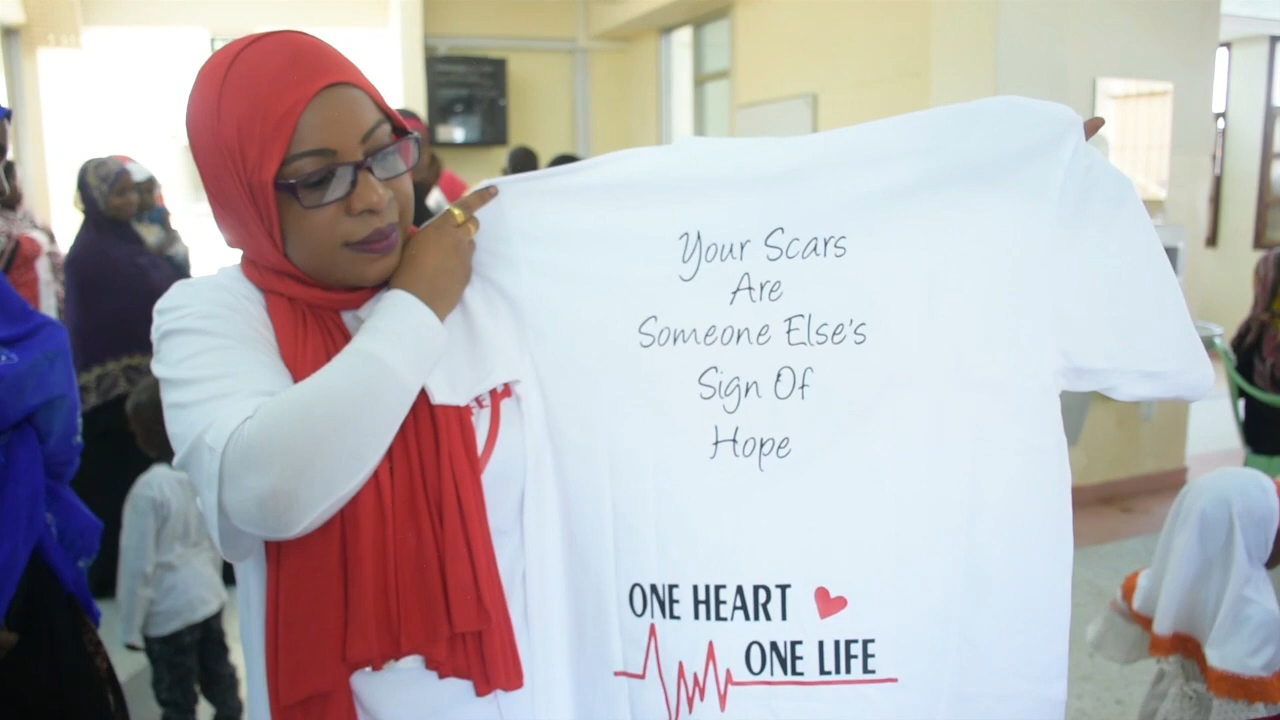 Your Scars
Are
Someone Else's
Sign Of
Hope
ONE HEART
ONE LIFE